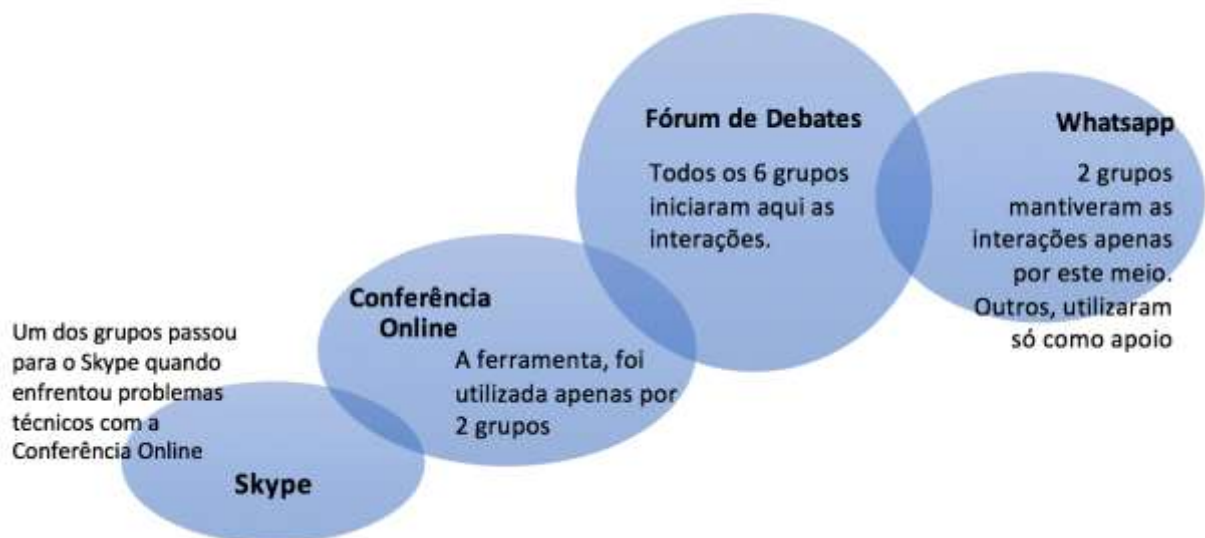 Fórum de Debates
Todos os 6 grupos
iniciaram aqui as
interações.
Whatsapp
2 grupos
mantiveram as
interações apenas
por este meio.
Outros, utilizaram
só como apoio
Conferência
Online
A ferramenta, foi
utilizada apenas por
2 grupos
Um dos grupos passou
para o Skype quando
enfrentou problemas
técnicos com a
Conferência Online
Skype